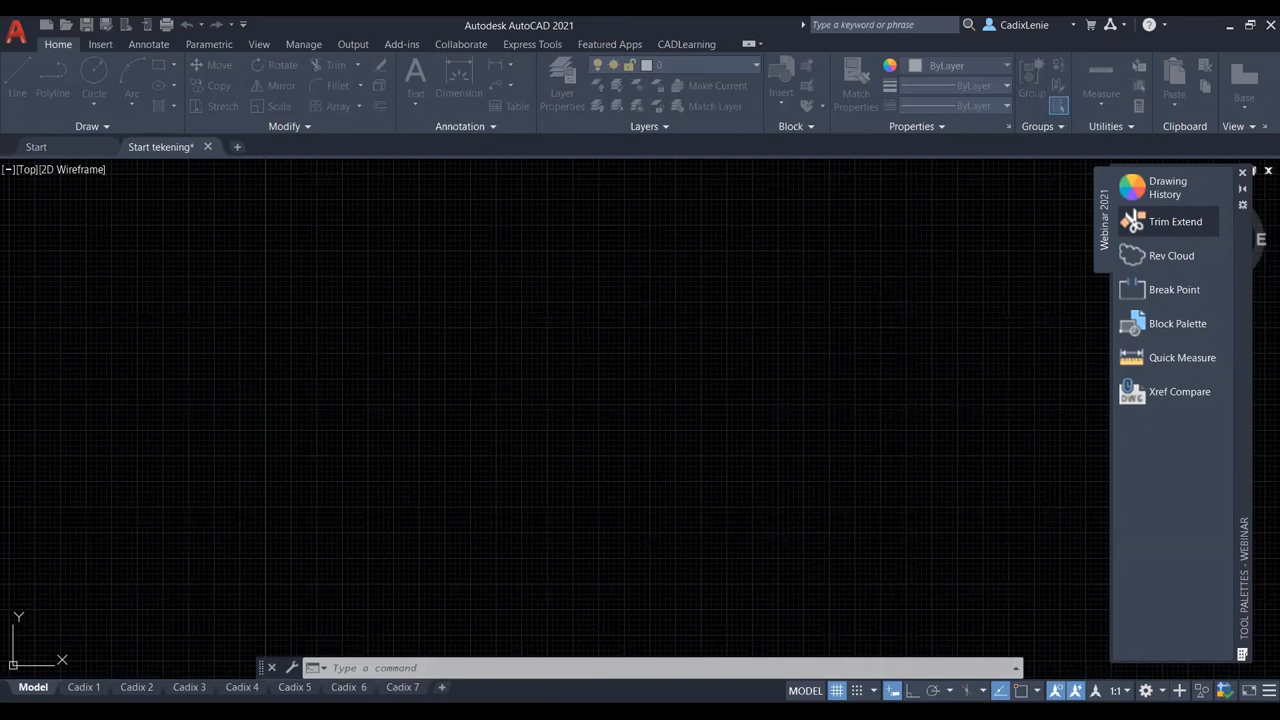 Autodesk AutoCAD 2021
Type a keyword or phrase
CadixLenie
Home Insert Annotate Parametric View Manage Output Add-ins Collaborate Express Tools Featured Apps CADLearning
Line Polyline Circle Arc
Move Rotate Trim
Copy Mirror Fillet
Stretch Scale Array
Text Dimension Table
Layer Properties
0
Make Current
Match Layer
Insert
Match Properties
ByLayer
ByLayer
ByLayer
Group
Measure
Paste
Base
Draw Modify Annotation Layers Block Properties Groups Utilities Clipboard View
Start Start tekening*
[−][Top][2D Wireframe]
Webinar 2021
Drawing
History
Trim Extend
Rev Cloud
Break Point
Block Palette
Quick Measure
DWG
Xref Compare
E
TOOL PALETTES - WEBINAR
Y
X
Type a command
Model Cadix 1 Cadix 2 Cadix 3 Cadix 4 Cadix 5 Cadix  6 Cadix 7
MODEL 1:1